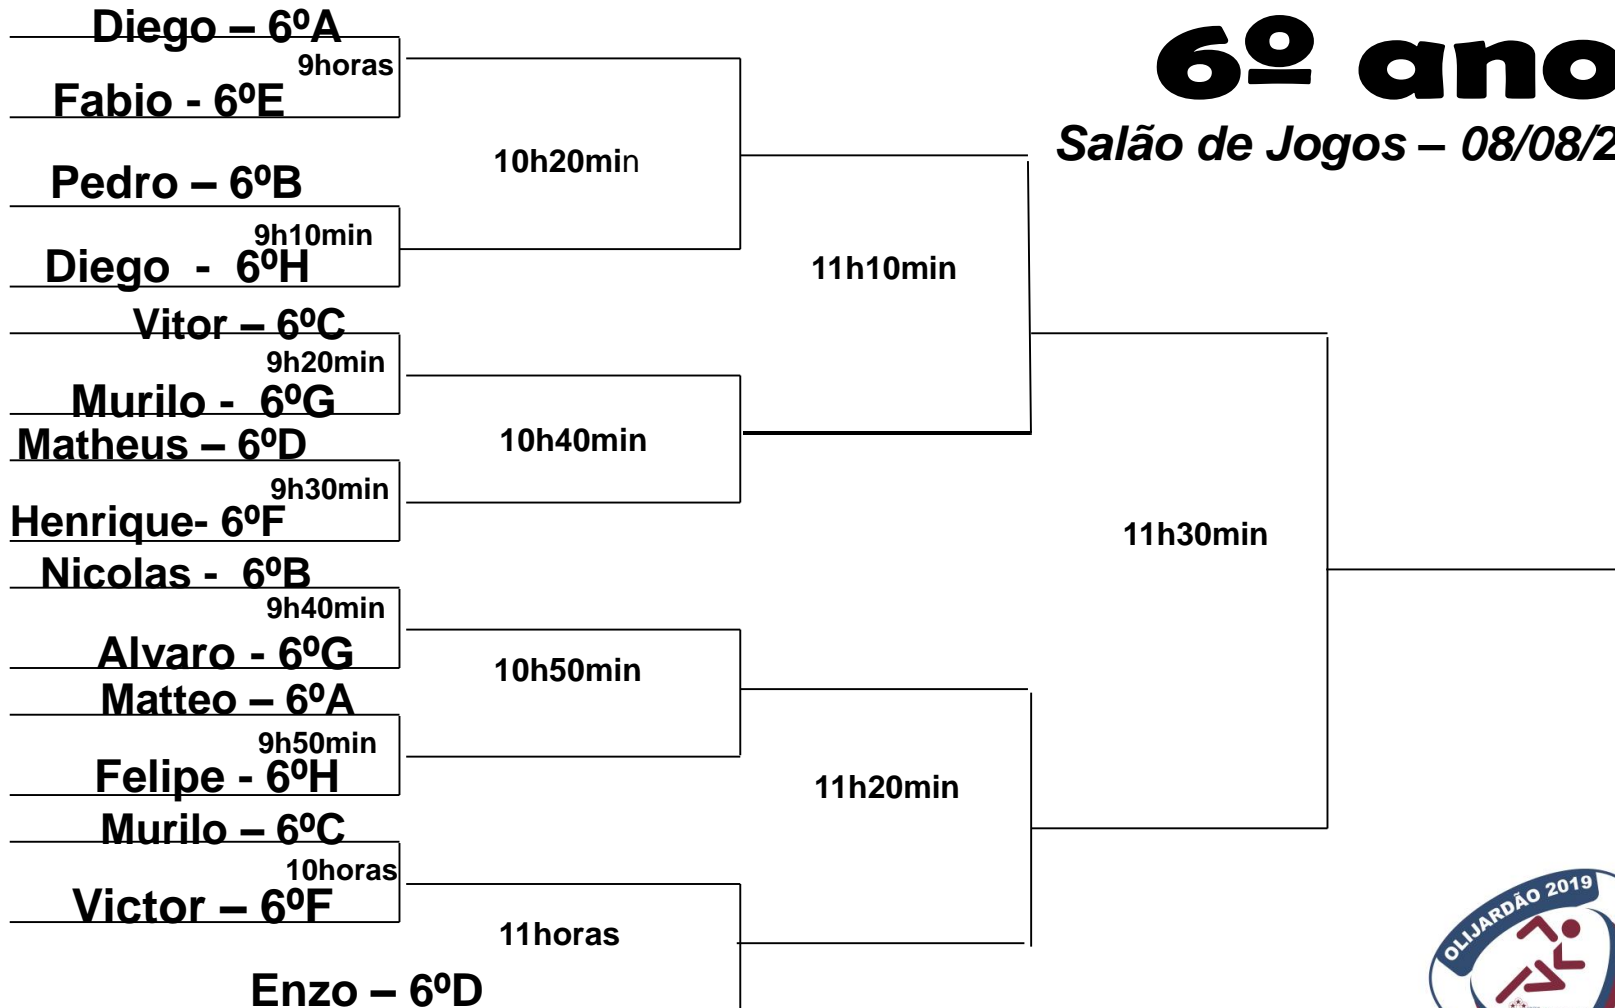 6º ano
Salão de Jogos – 08/08/2
Diego – 6ºA
9horas
Fabio - 6ºE
10h20min
Pedro – 6ºB
9h10min
Diego - 6ºH
11h10min
Vitor – 6ºC
9h20min
Murilo - 6ºG
10h40min
Matheus – 6ºD
9h30min
Henrique- 6ºF
11h30min
Nicolas - 6ºB
9h40min
Alvaro - 6ºG
10h50min
Matteo – 6ºA
9h50min
Felipe - 6ºH
11h20min
Murilo – 6ºC
10horas
Victor – 6ºF
11horas
Enzo – 6ºD
OLIJARDÃO 2019